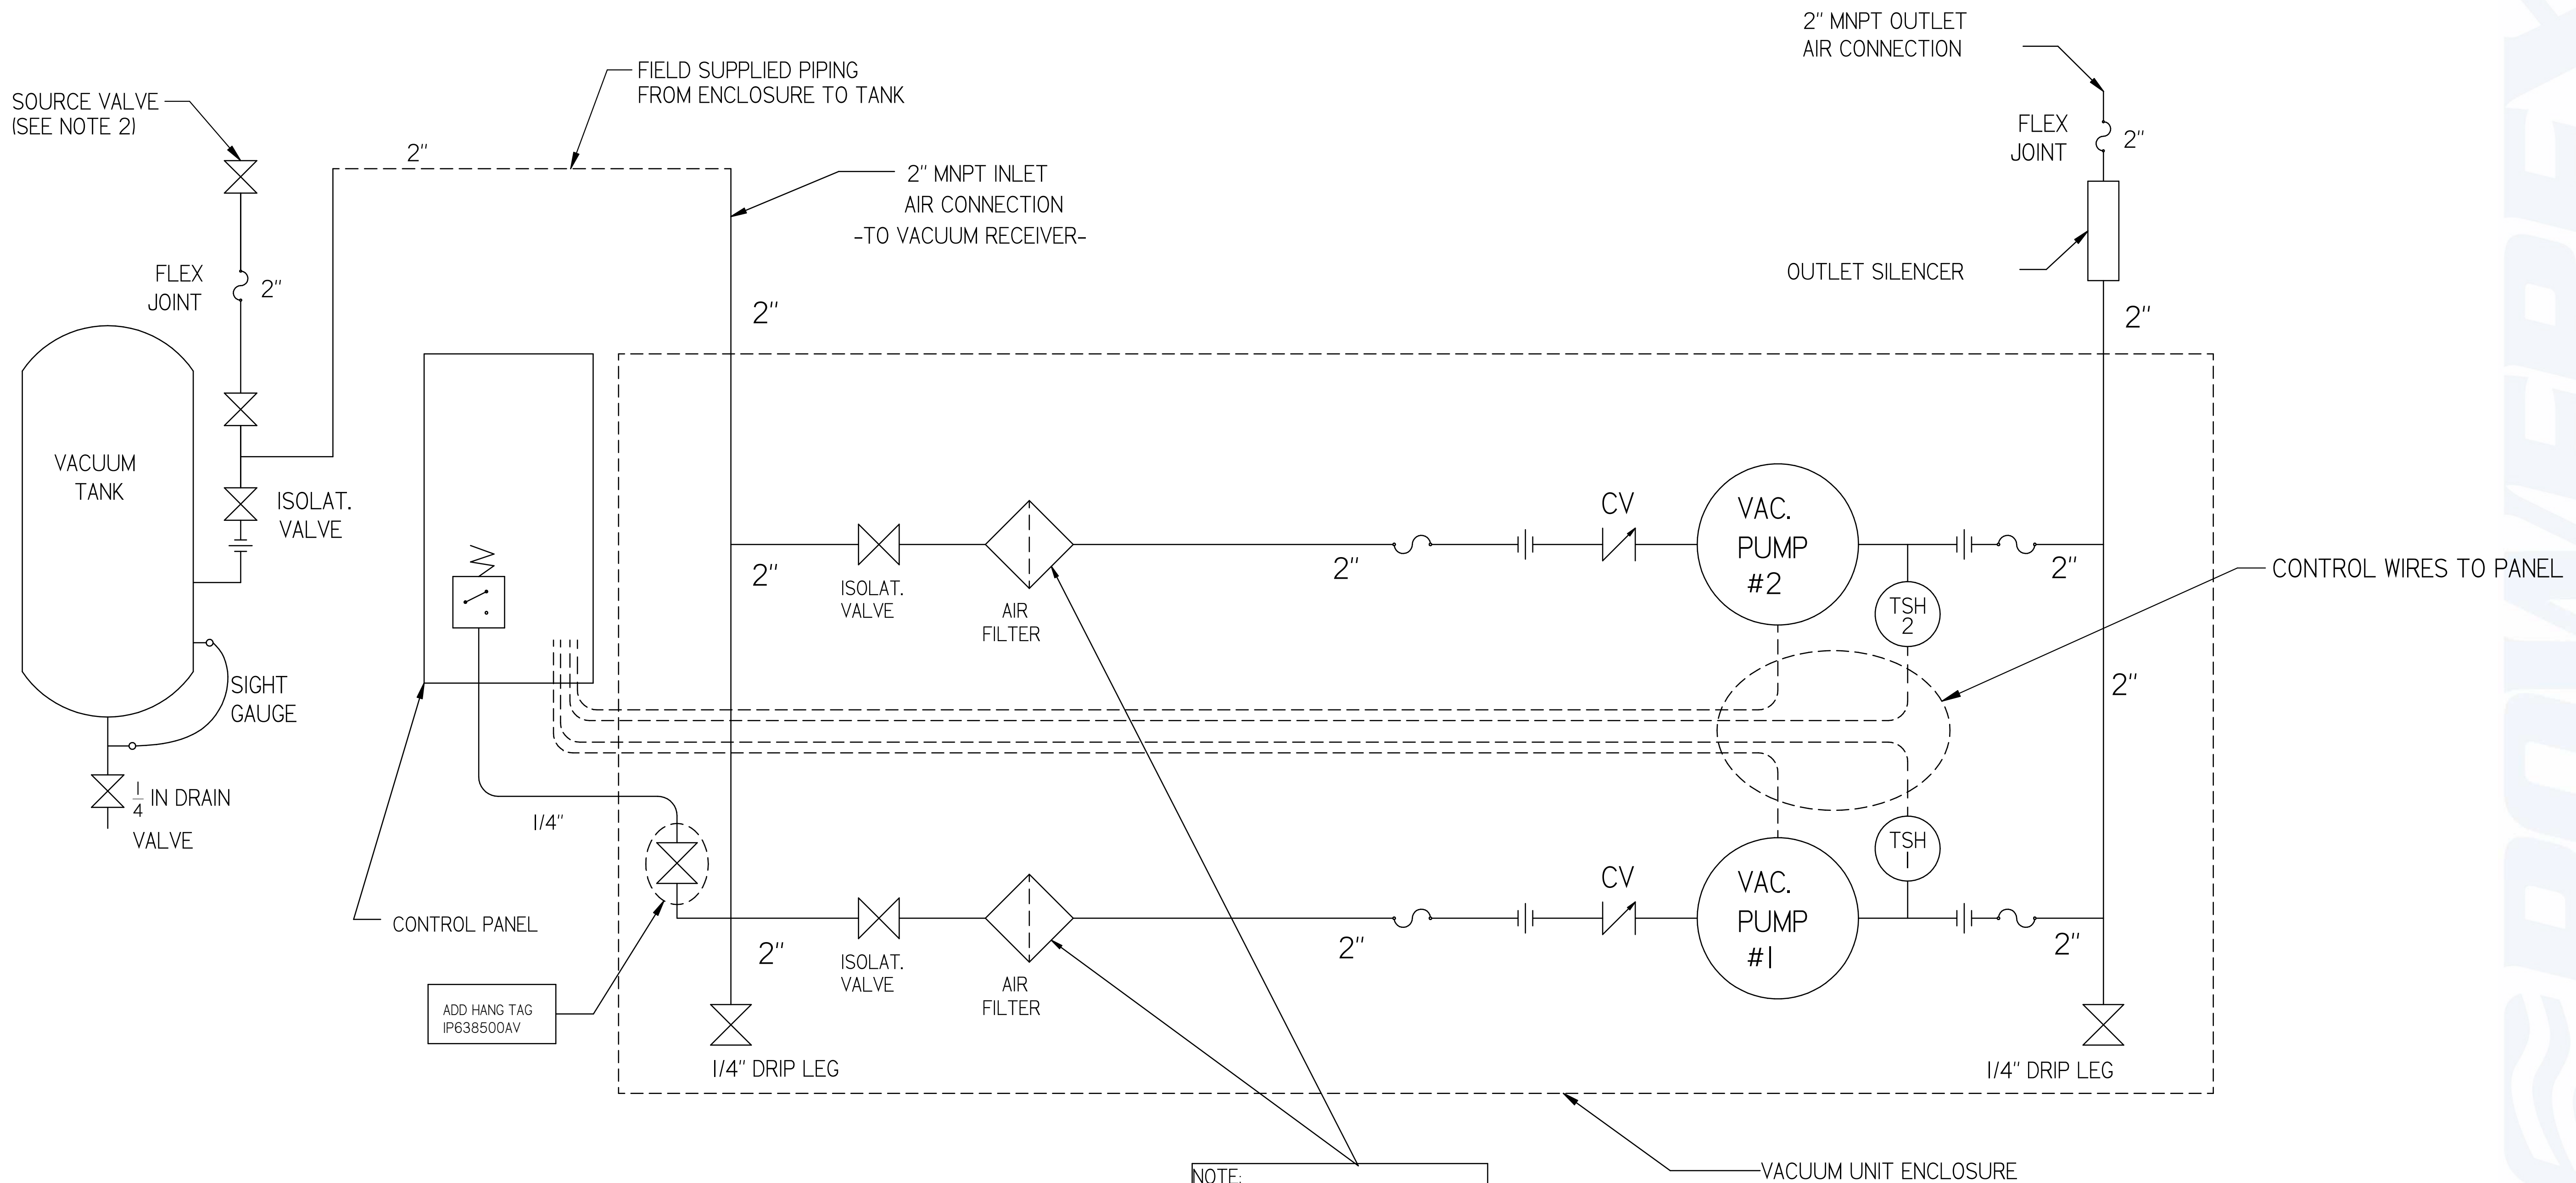 2" MNPT OUTLET
AIR CONNECTION
FIELD SUPPLIED PIPING
FROM ENCLOSURE TO TANK
SOURCE VALVE
(SEE NOTE 2)
2"
FLEX
JOINT
2"
2" MNPT INLET
AIR CONNECTION
-TO VACUUM RECEIVER-
FLEX
JOINT
2"
OUTLET SILENCER
2"
2"
VACUUM
TANK
ISOLAT.
VALVE
SIGHT
GAUGE
1/4 IN DRAIN
VALVE
2"
ISOLAT.
VALVE
AIR
FILTER
2"
CV
VAC.
PUMP
#2
TSH
2
2"
CONTROL WIRES TO PANEL
2"
1/4"
CONTROL PANEL
ADD HANG TAG
IP638500AV
2"
ISOLAT.
VALVE
AIR
FILTER
2"
CV
VAC.
PUMP
#1
TSH
1
2"
1/4" DRIP LEG
1/4" DRIP LEG
NOTE:
VACUUM UNIT ENCLOSURE
POWEREX